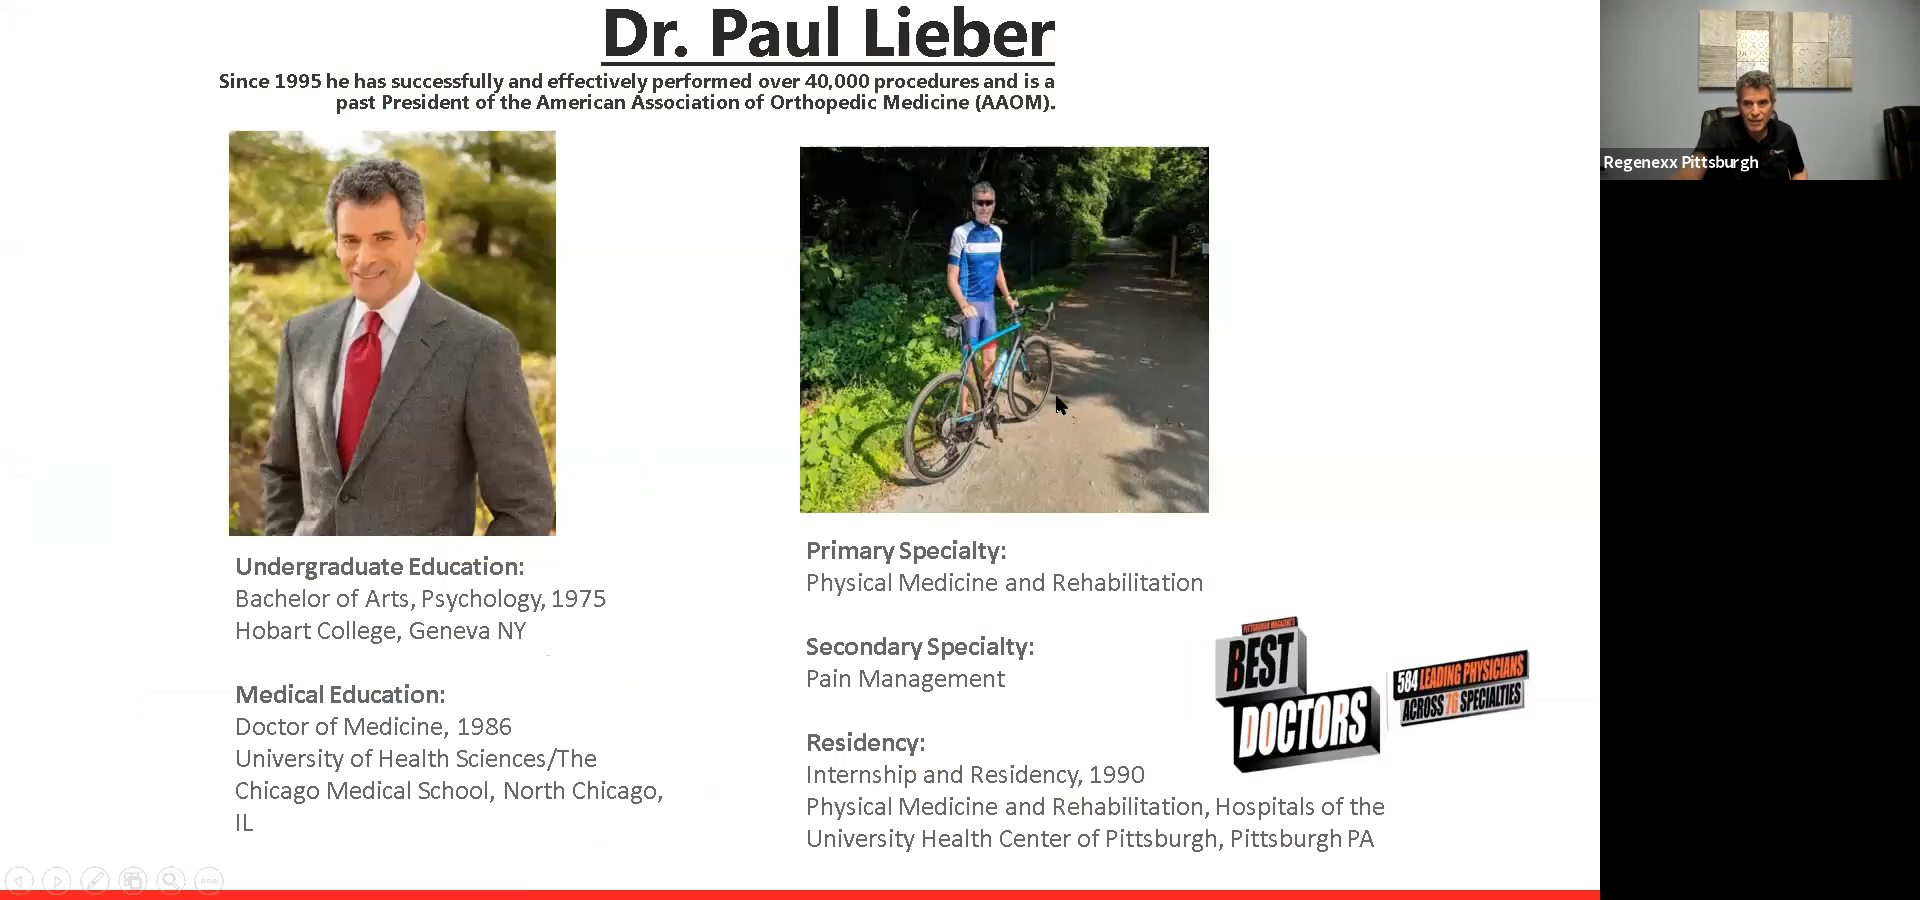 Dr. Paul Lieber
Since 1995 he has successfully and effectively performed over 40,000 procedures and is a
past President of the American Association of Orthopedic Medicine (AAOM).
Regenexx Pittsburgh
Undergraduate Education:
Bachelor of Arts, Psychology, 1975
Hobart College, Geneva NY
Medical Education:
Doctor of Medicine, 1986
University of Health Sciences/The
Chicago Medical School, North Chicago,
IL
Primary Specialty:
Physical Medicine and Rehabilitation
Secondary Specialty:
Pain Management
Residency:
Internship and Residency, 1990
Physical Medicine and Rehabilitation, Hospitals of the
University Health Center of Pittsburgh, Pittsburgh PA
PITTSBURGH MAGAZINE'S
BEST
DOCTORS
584 LEADING PHYSICIANS
ACROSS 76 SPECIALTIES